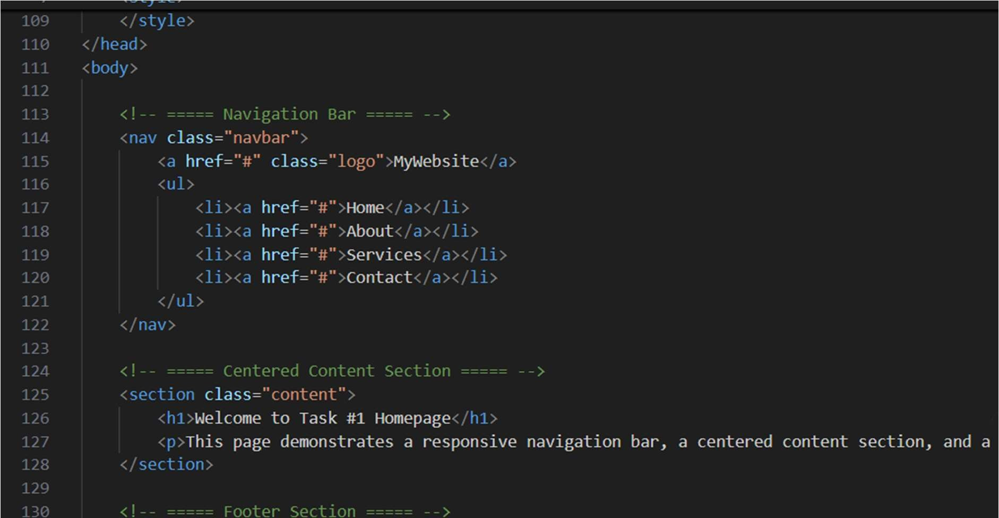 <style>
109 </style>
110 </head>
111 <body>
112
113 <!-- ===== Navigation Bar ===== -->
114 <nav class="navbar">
115 <a href="#" class="logo">MyWebsite</a>
116 <ul>
117 <li><a href="#">Home</a></li>
118 <li><a href="#">About</a></li>
119 <li><a href="#">Services</a></li>
120 <li><a href="#">Contact</a></li>
121 </ul>
122 </nav>
123
124 <!-- ===== Centered Content Section ===== -->
125 <section class="content">
126 <h1>Welcome to Task #1 Homepage</h1>
127 <p>This page demonstrates a responsive navigation bar, a centered content section, and a
128 </section>
129
130 <!-- ===== Footer Section ===== -->